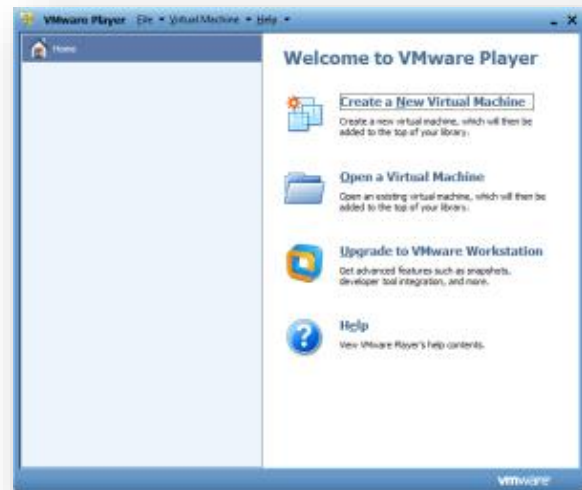 VMware Player File Virtual Machine Help
Home
Welcome to VMware Player
Create a New Virtual Machine
Create a new virtual machine, which will then be
added to the top of your library.
Open a Virtual Machine
Open an existing virtual machine, which will then be
added to the top of your library.
Upgrade to VMware Workstation
Get advanced features such as snapshots,
developer tool integration, and more.
Help
View VMware Player's help contents.
vmware